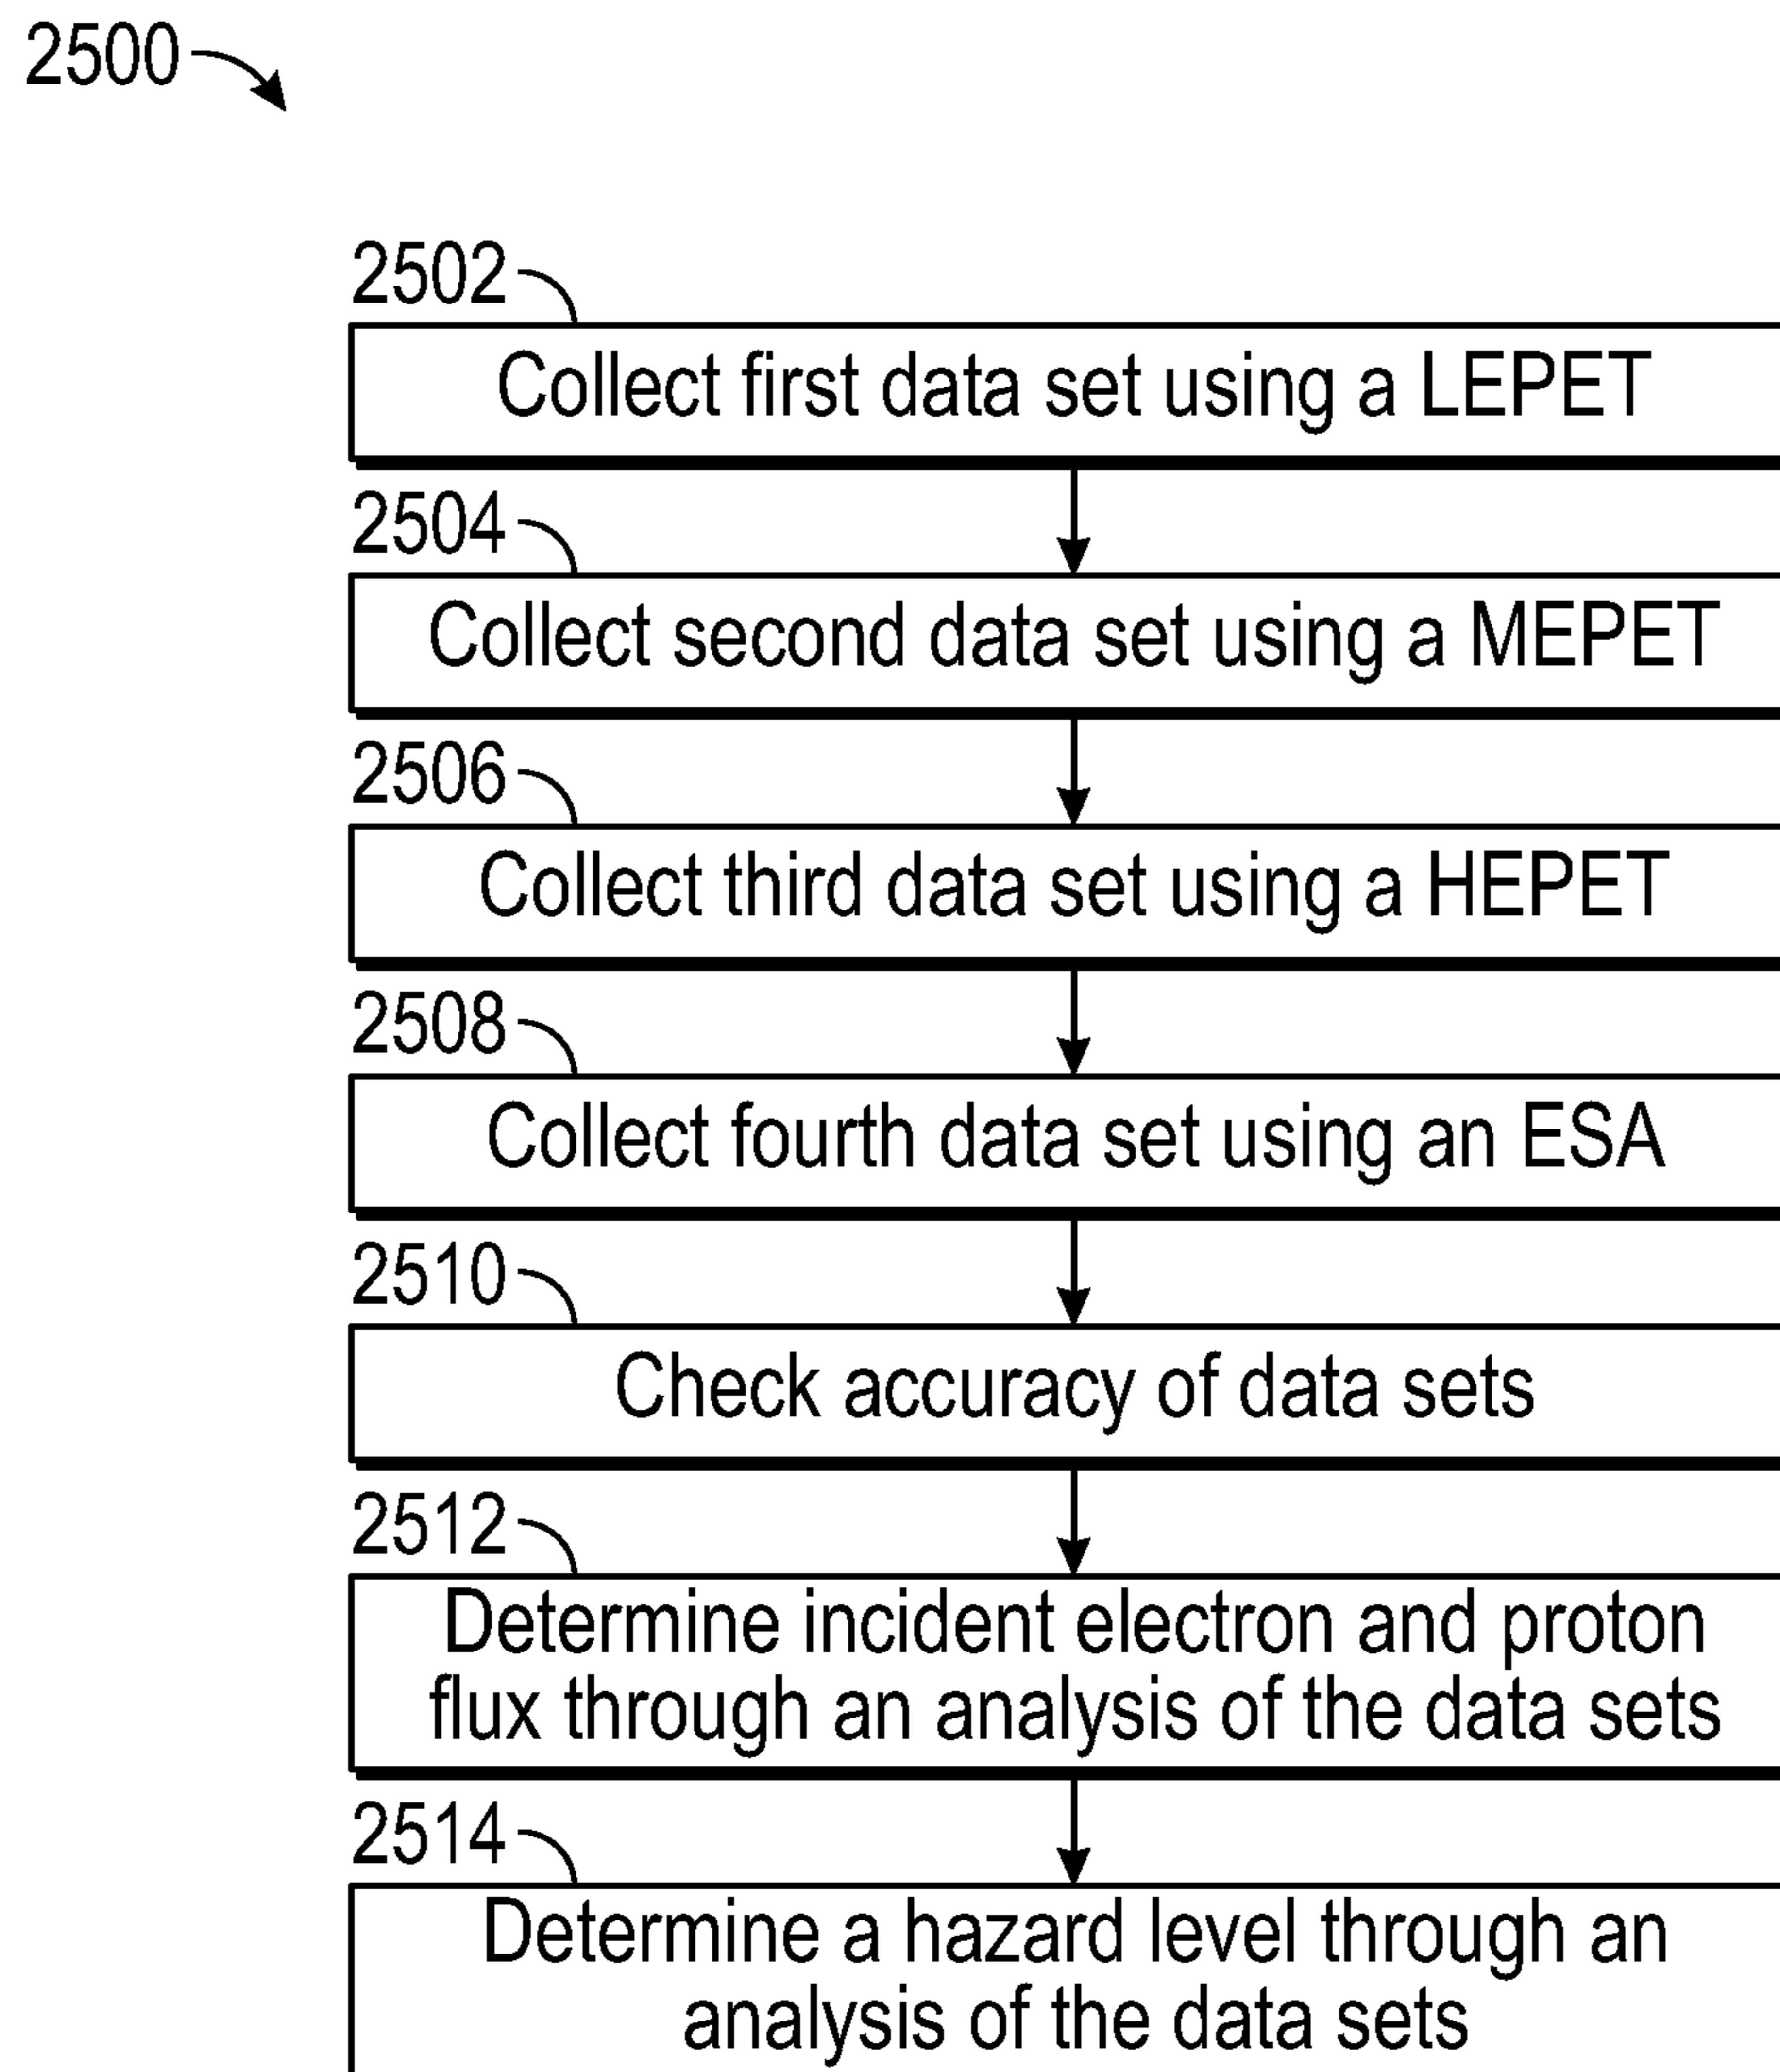 2500
2502
Collect first data set using a LEPET
2504
Collect second data set using a MEPET
2506
Collect third data set using a HEPET
2508
Collect fourth data set using an ESA
2510
Check accuracy of data sets
2512
Determine incident electron and proton
flux through an analysis of the data sets
2514
Determine a hazard level through an
analysis of the data sets